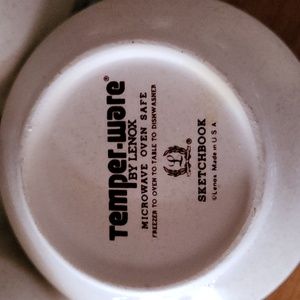 Temper-ware®
BY LENOX
MICROWAVE OVEN SAFE
FREEZER TO OVEN TO TABLE TO DISHWASHER
L
SKETCHBOOK
© Lenox Made in U S A